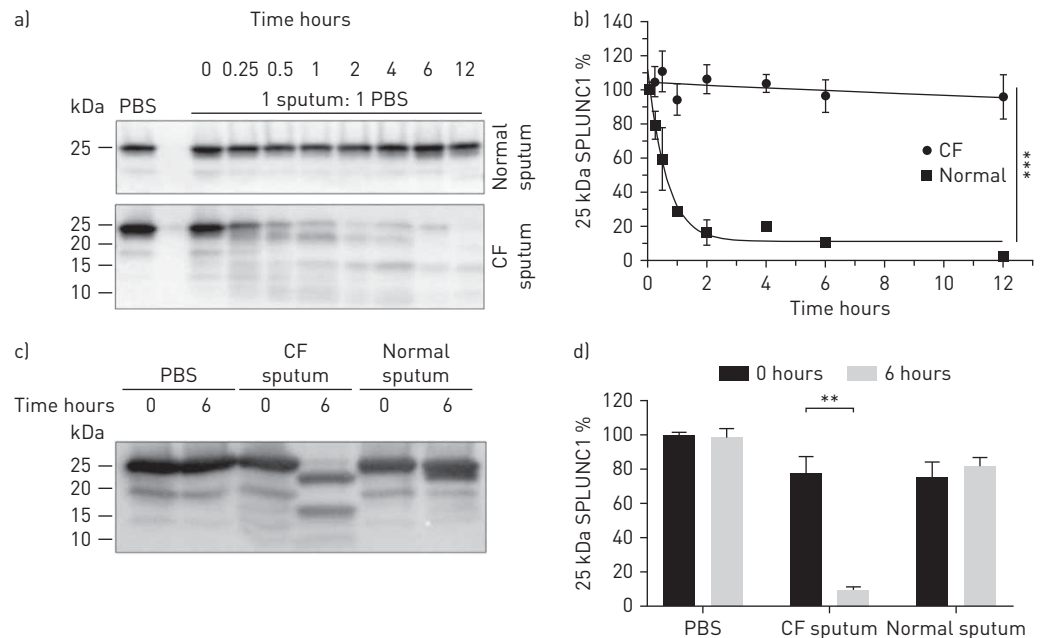 a)
Time hours
0 0.25 0.5 1 2 4 6 12
kDa PBS 1 sputum: 1 PBS
25
Normal
sputum
25
20
15
10
CF
sputum
b)
140
120
100
80
60
40
20
0
25 kDa SPLUNC1 %
CF
Normal
***
0 2 4 6 8 10 12
Time hours
c)
PBS CF
sputum Normal
sputum
Time hours 0 6 0 6 0 6
kDa
25
20
15
10
d)
0 hours 6 hours
120
100
80
60
40
20
0
25 kDa SPLUNC1 %
**
PBS CF sputum Normal sputum